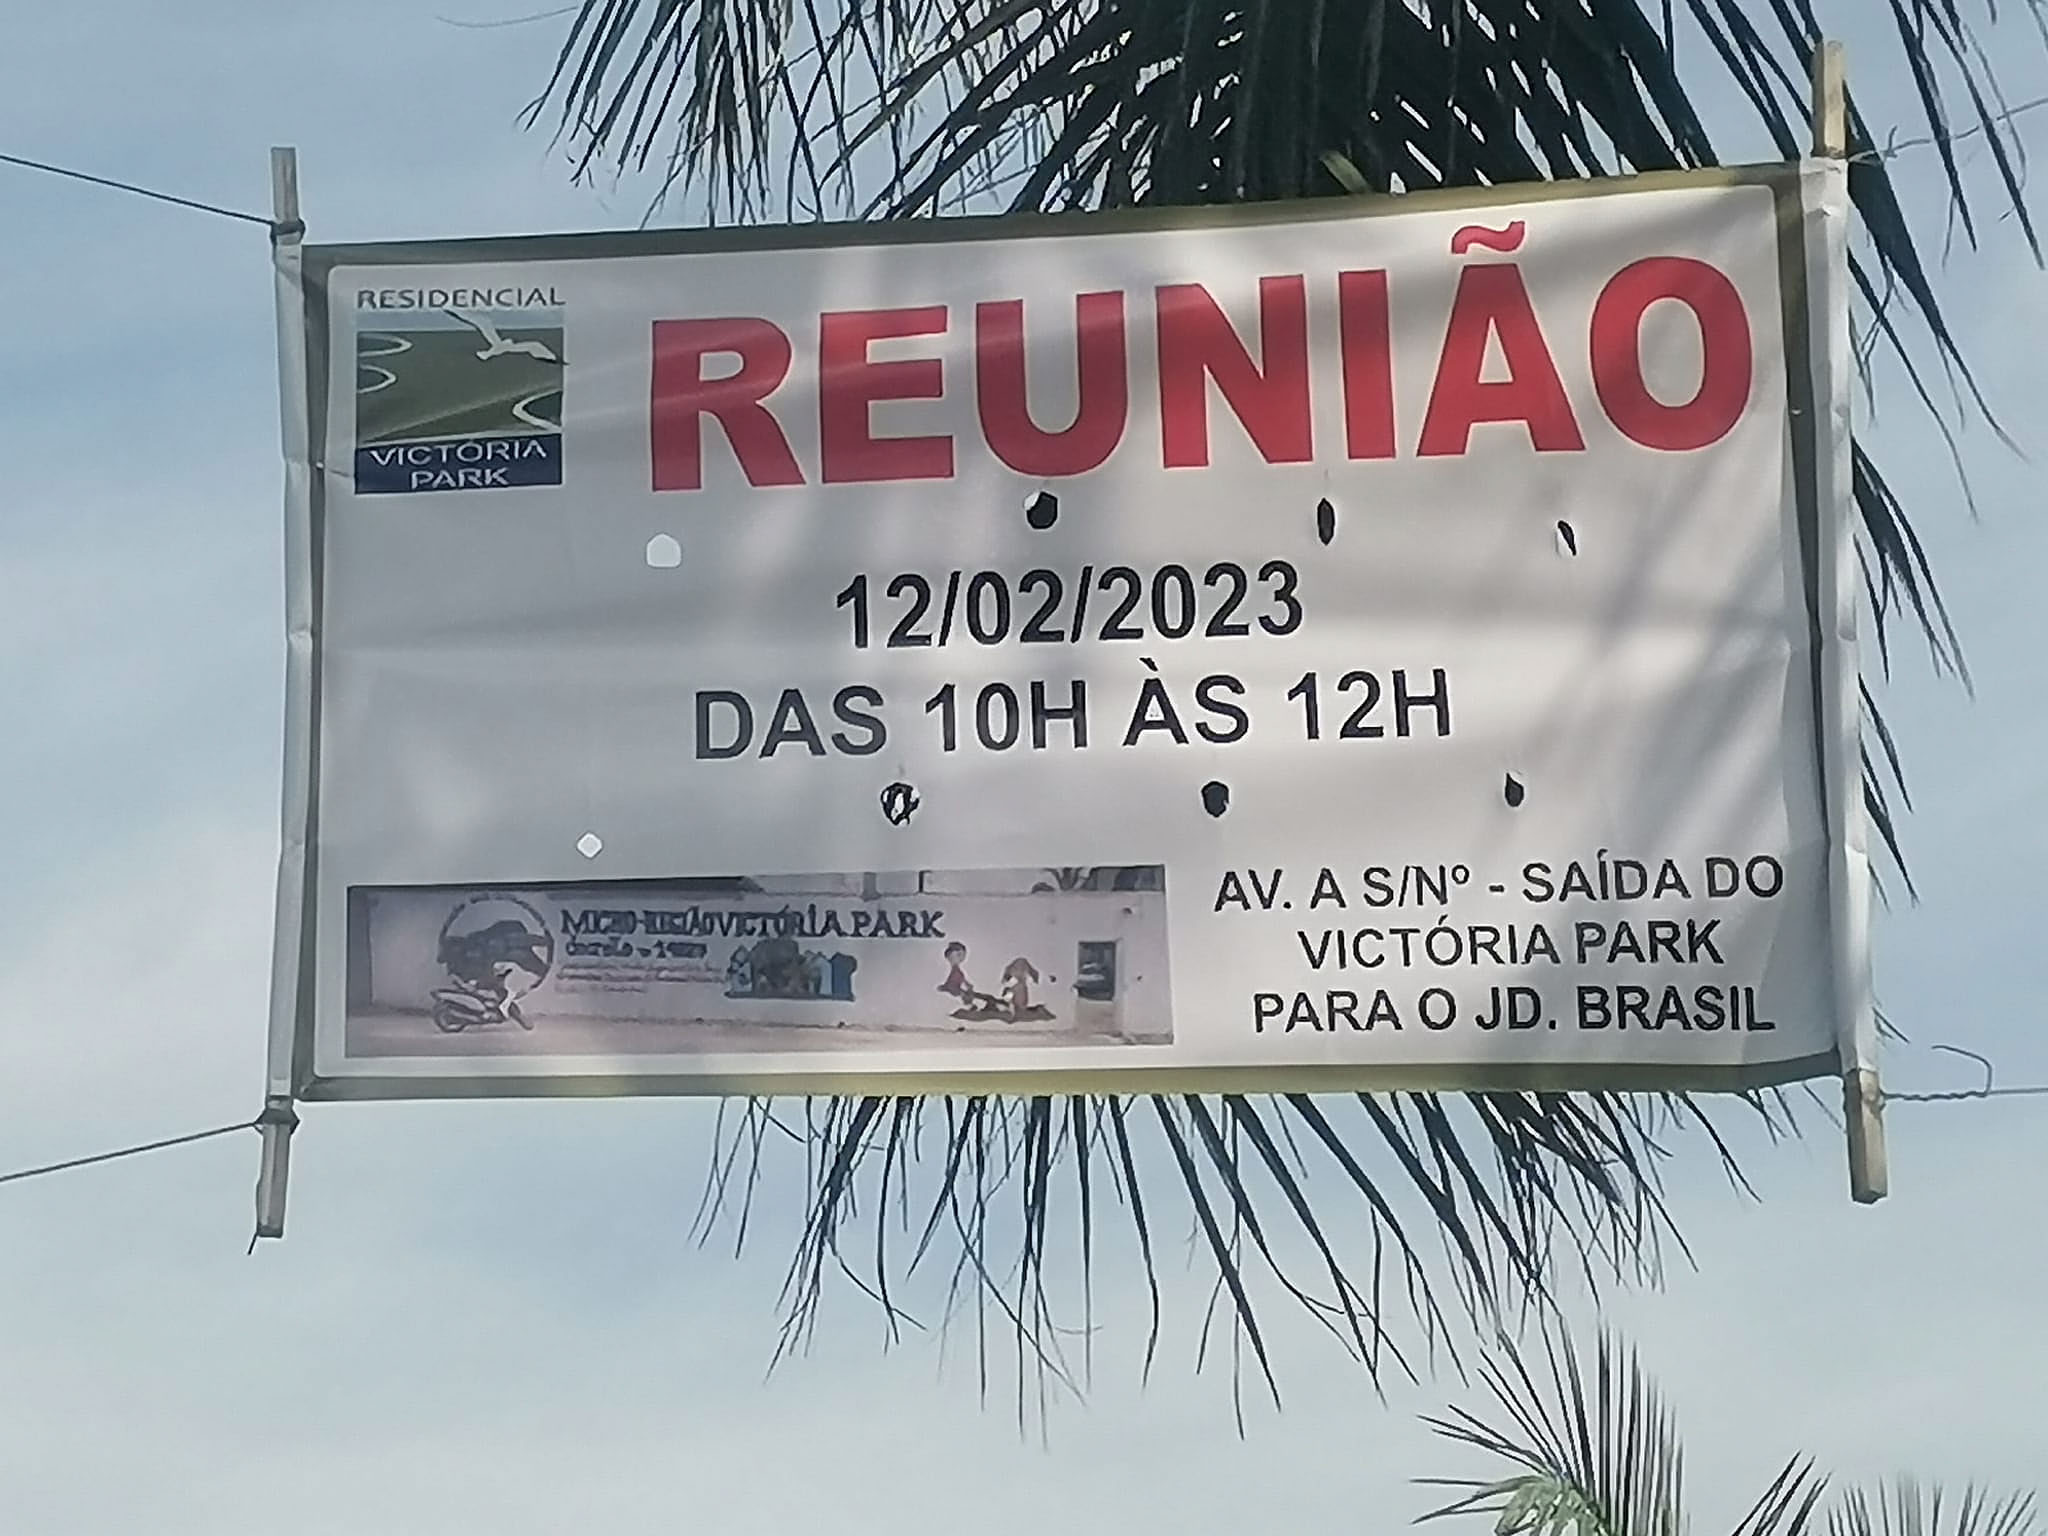 RESIDENCIAL
VICTÓRIA
PARK
REUNIÃO
12/02/2023
DAS 10H ÀS 12H
MICRO-REGIÃO VICTÓRIA PARK
AV. A S/Nº - SAÍDA DO
VICTÓRIA PARK
PARA O JD. BRASIL